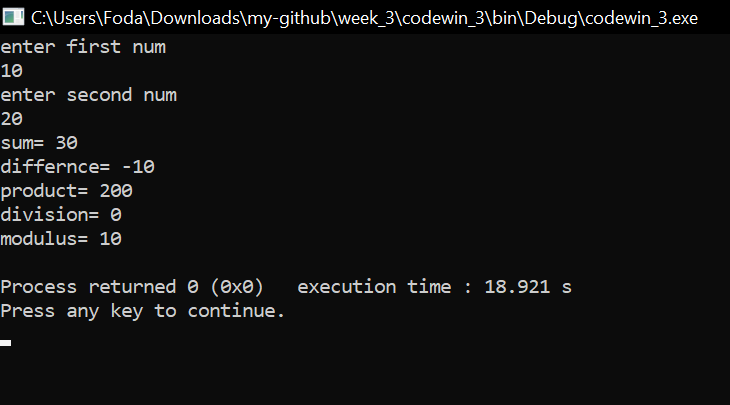 C:\Users\Foda\Downloads\my-github\week_3\codewin_3\bin\Debug\codewin_3.exe
enter first num
10
enter second num
20
sum= 30
differnce= -10
product= 200
division= 0
modulus= 10
Process returned 0 (0x0)   execution time : 18.921 s
Press any key to continue.